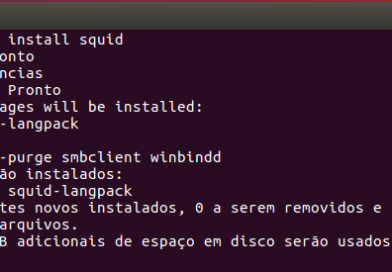 install squid
onto
ncias
Pronto
ages will be installed:
-langpack
-purge smbclient winbindd
ão instalados:
squid-langpack
tes novos instalados, 0 a serem removidos e
arquivos.
B adicionais de espaço em disco serão usados